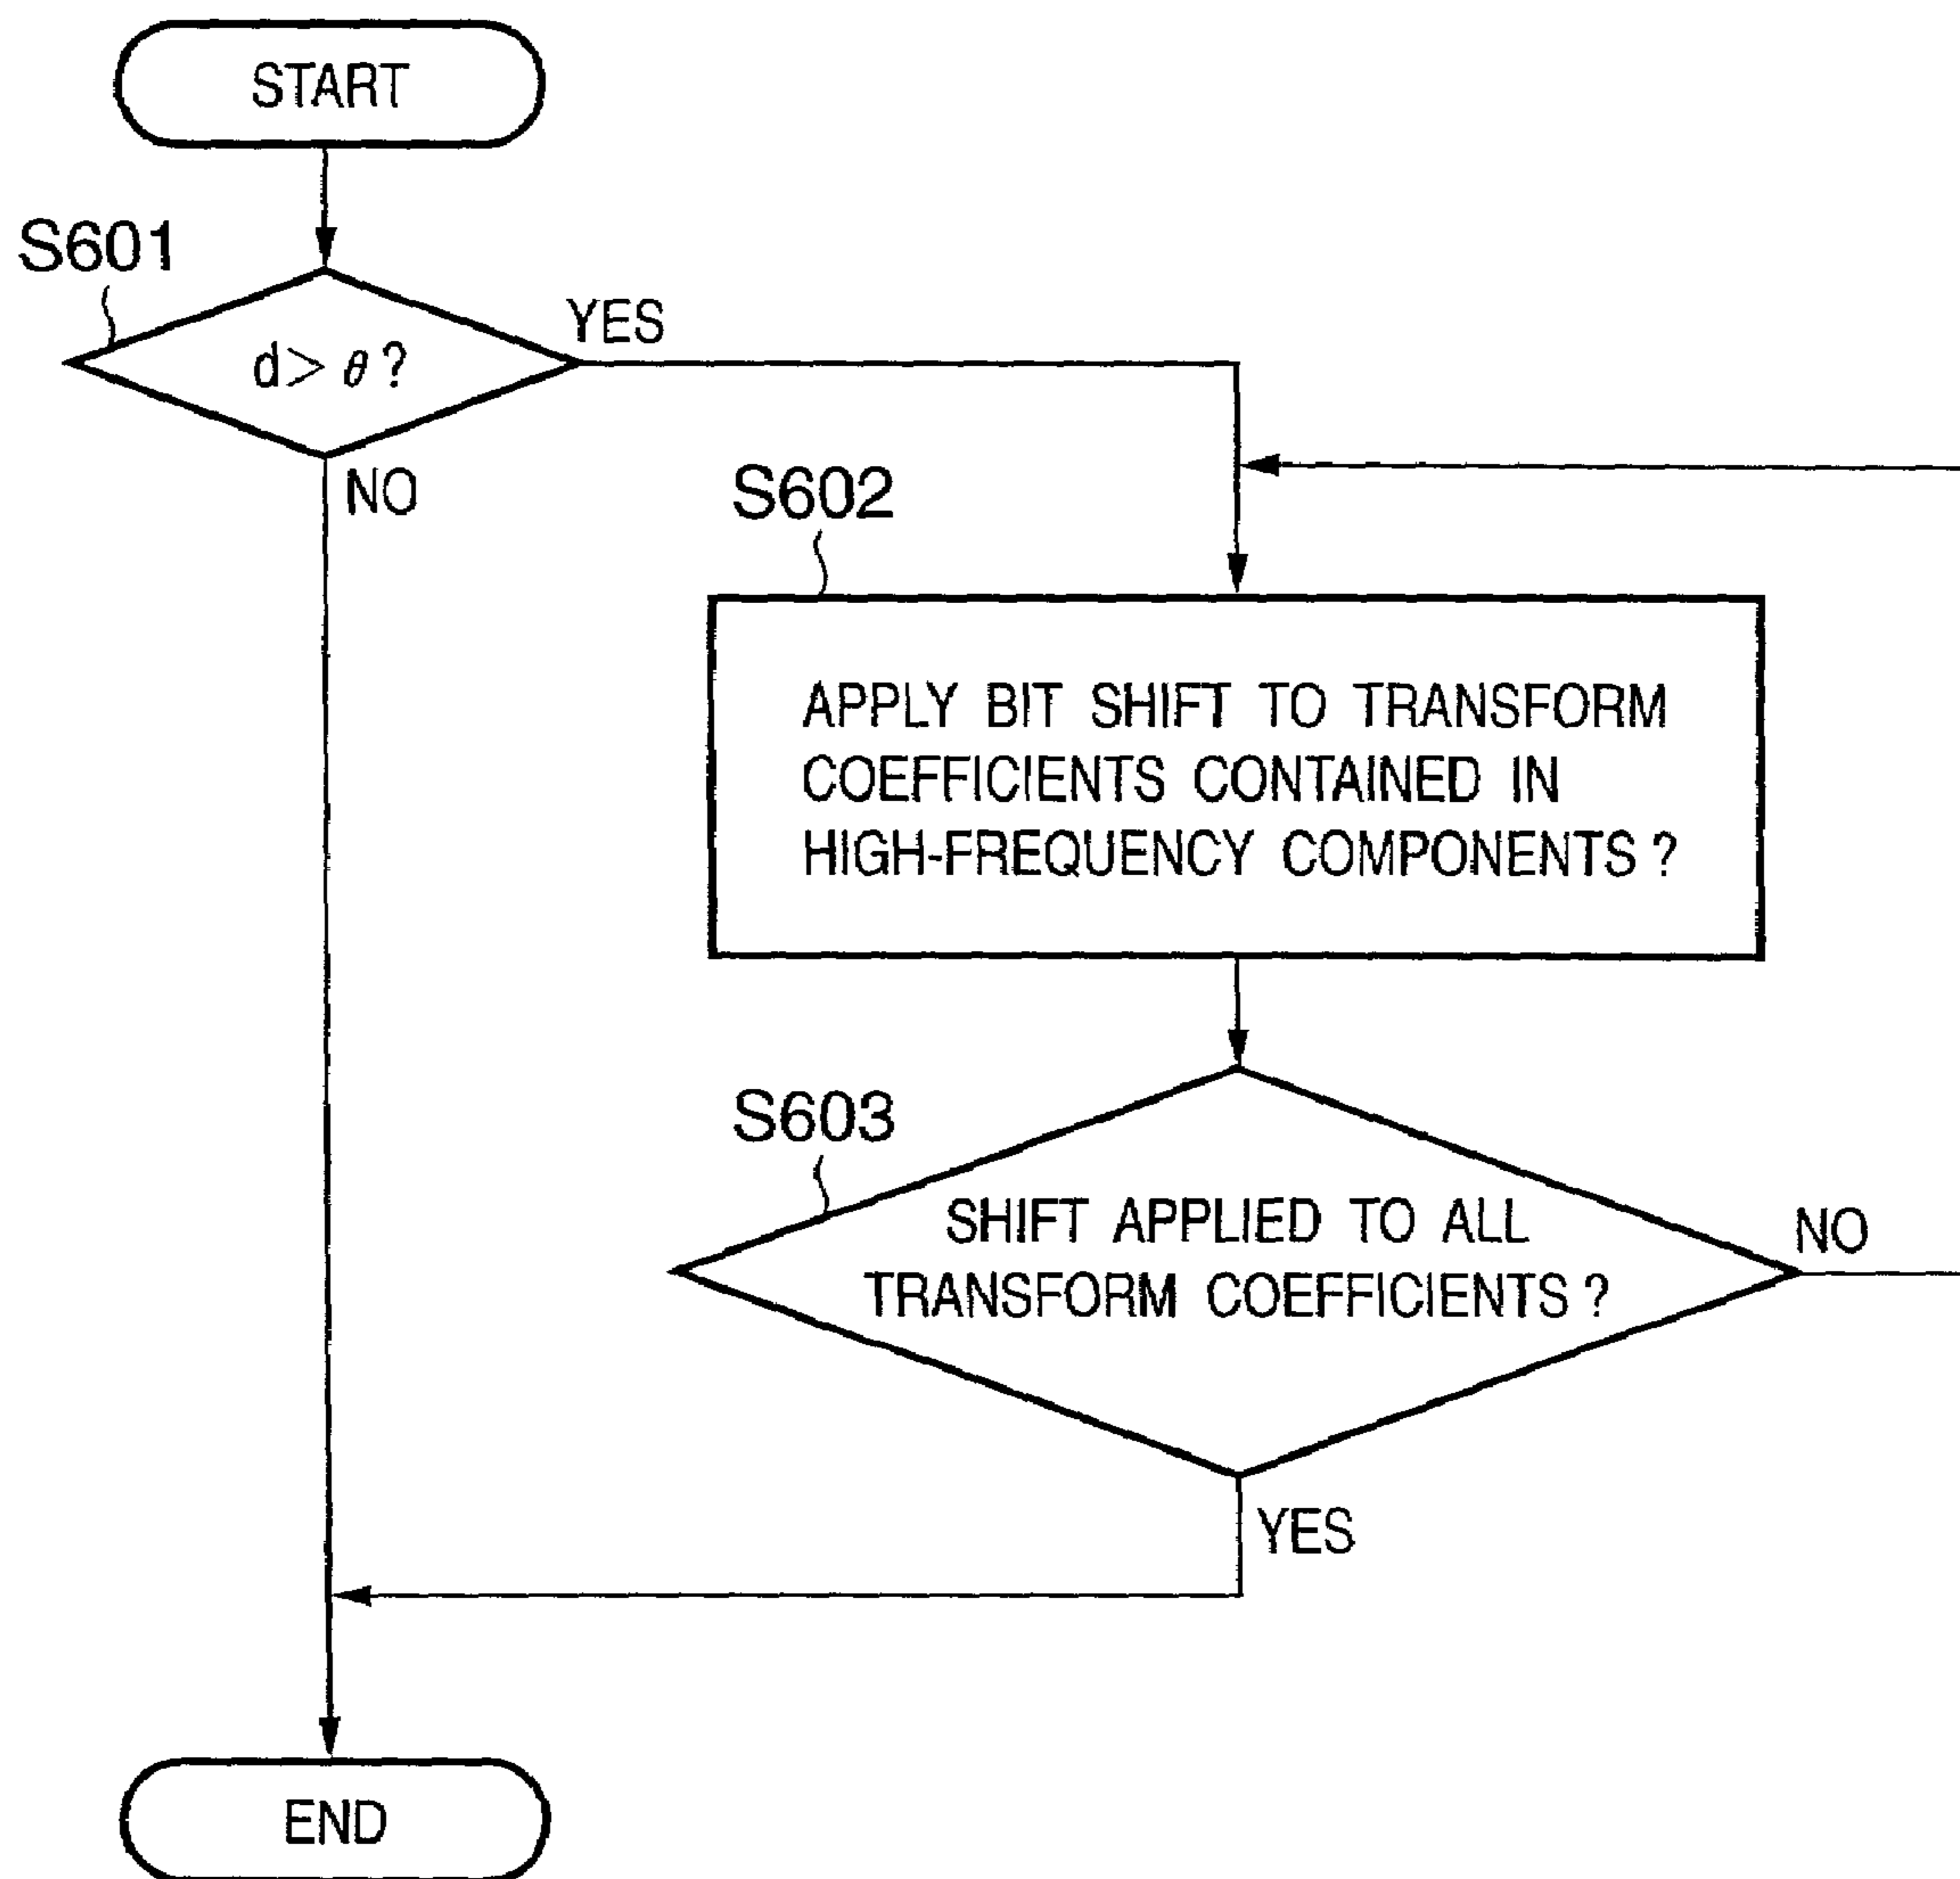 START
S601
d> θ ?
YES
NO
S602
APPLY BIT SHIFT TO TRANSFORM
COEFFICIENTS CONTAINED IN
HIGH-FREQUENCY COMPONENTS ?
S603
SHIFT APPLIED TO ALL
TRANSFORM COEFFICIENTS ?
NO
YES
END